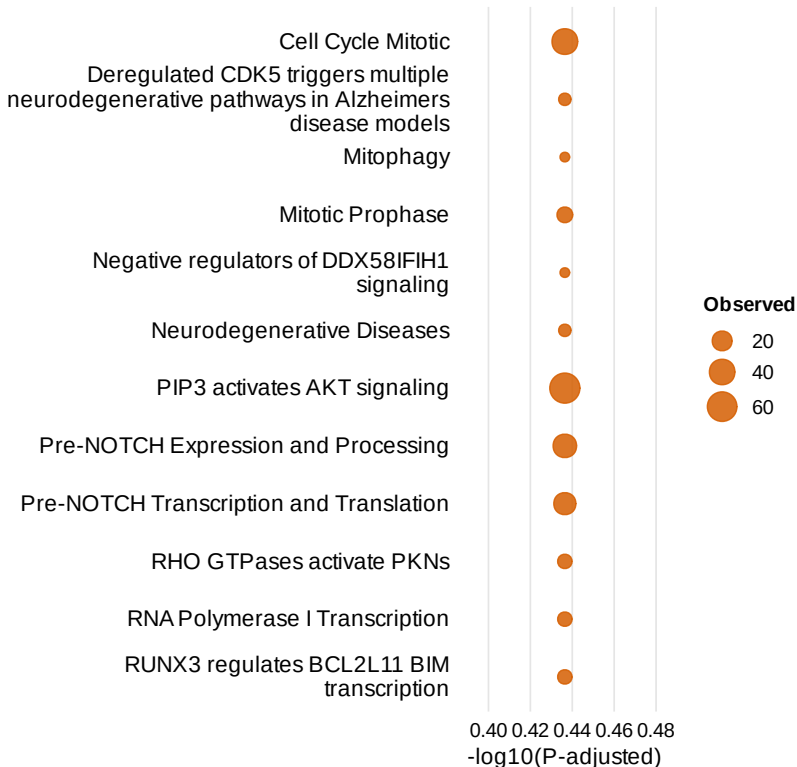 Cell Cycle Mitotic
Deregulated CDK5 triggers multiple
neurodegenerative pathways in Alzheimers
disease models
Mitophagy
Mitotic Prophase
Negative regulators of DDX58IFIH1
signaling
Neurodegenerative Diseases
PIP3 activates AKT signaling
Pre-NOTCH Expression and Processing
Pre-NOTCH Transcription and Translation
RHO GTPases activate PKNs
RNA Polymerase I Transcription
RUNX3 regulates BCL2L11 BIM
transcription
0.40 0.42 0.44 0.46 0.48
-log10(P-adjusted)
Observed
20
40
60